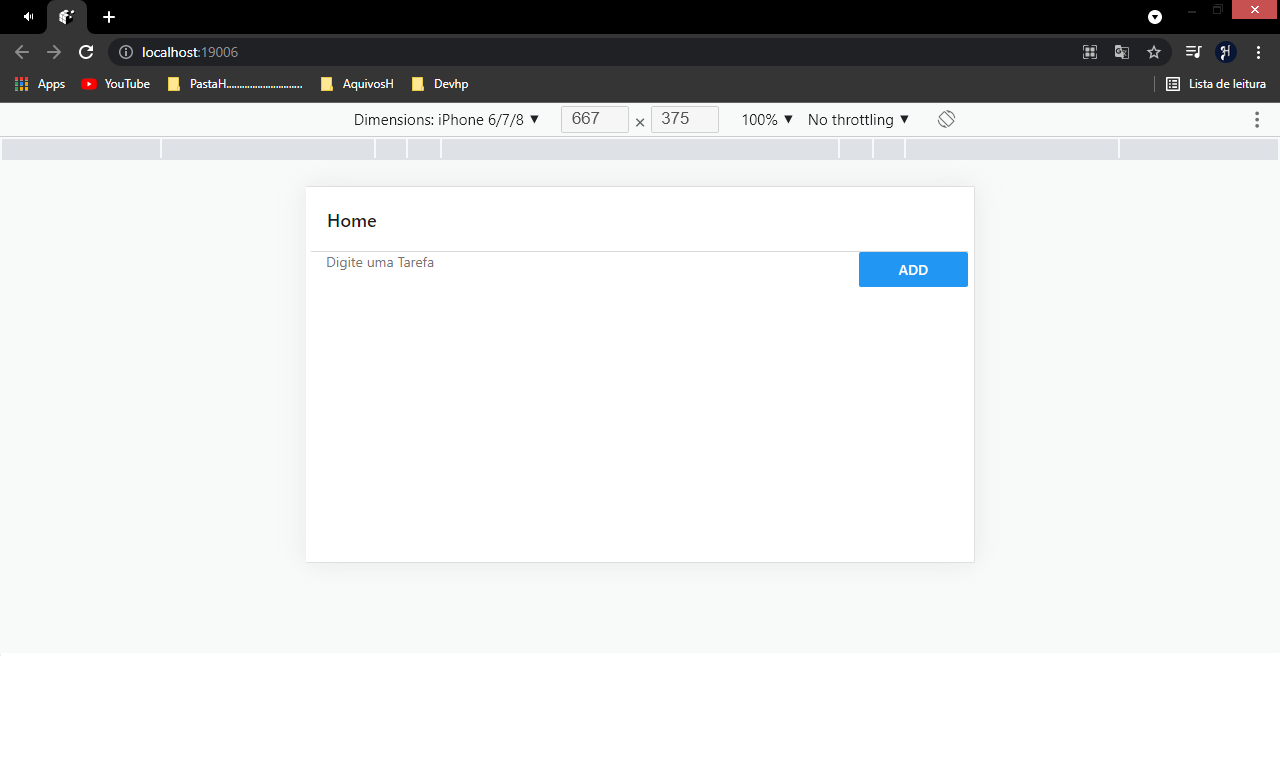 localhost:19006
Apps YouTube PastaH............................ AquivosH Devhp Lista de leitura
Dimensions: iPhone 6/7/8 ▼ 667 × 375 100% ▼ No throttling ▼
Home
Digite uma Tarefa ADD